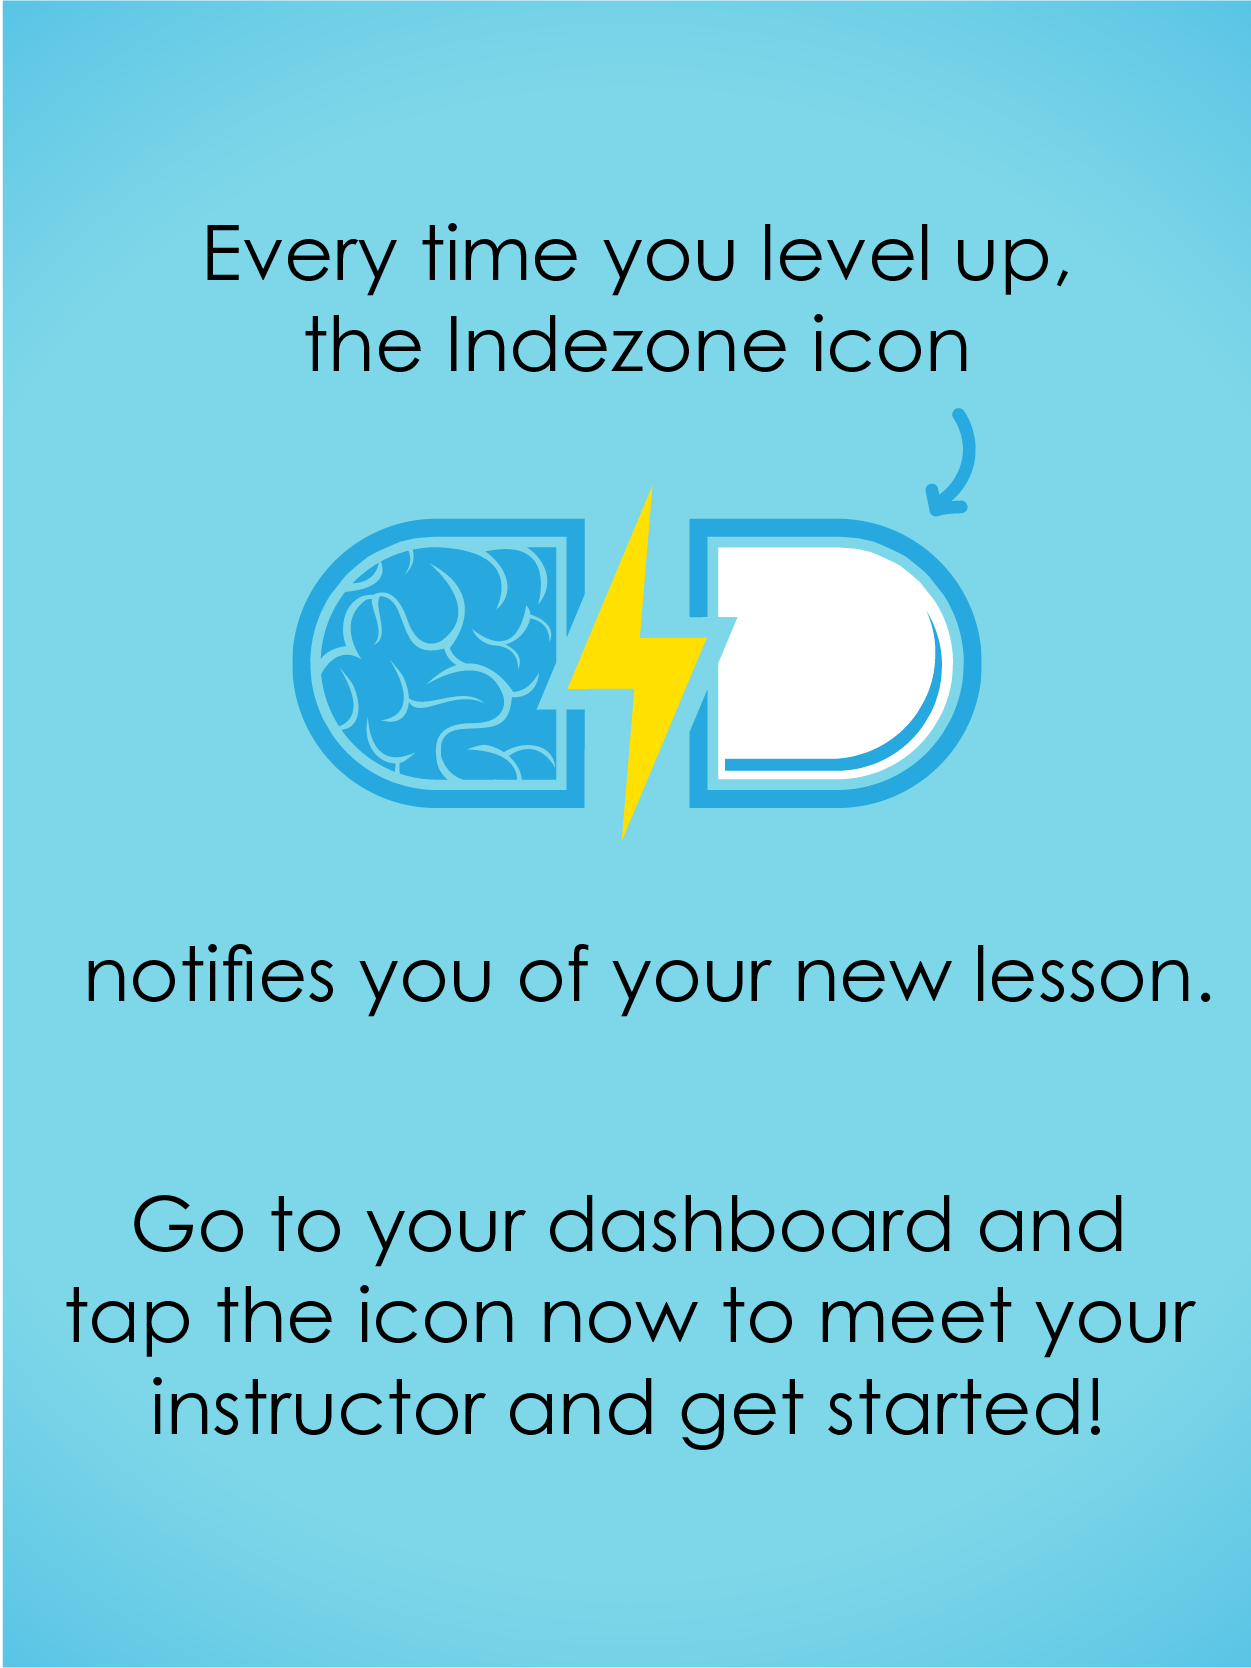 Every time you level up,
the Indezone icon
notifies you of your new lesson.
Go to your dashboard and
tap the icon now to meet your
instructor and get started!